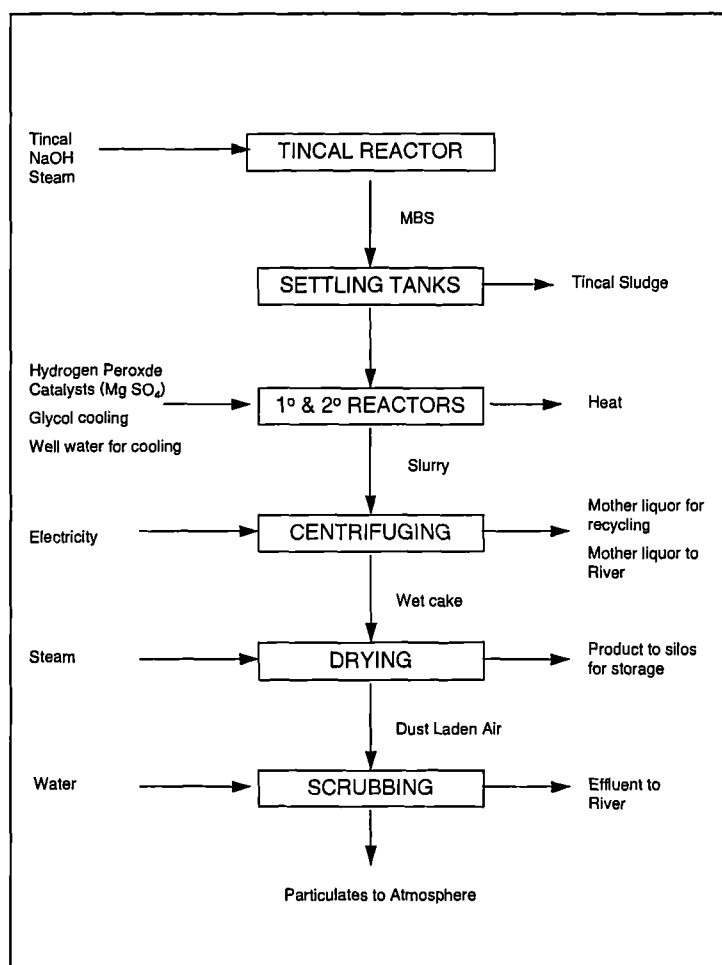 Tincal
NaOH
Steam
TINCAL REACTOR
MBS
SETTLING TANKS
Tincal Sludge
Hydrogen Peroxde
Catalysts (Mg SO₄)
Glycol cooling
Well water for cooling
1º & 2º REACTORS
Heat
Slurry
Electricity
CENTRIFUGING
Mother liquor for
recycling
Mother liquor to
River
Wet cake
Steam
DRYING
Product to silos
for storage
Dust Laden Air
Water
SCRUBBING
Effluent to
River
Particulates to Atmosphere